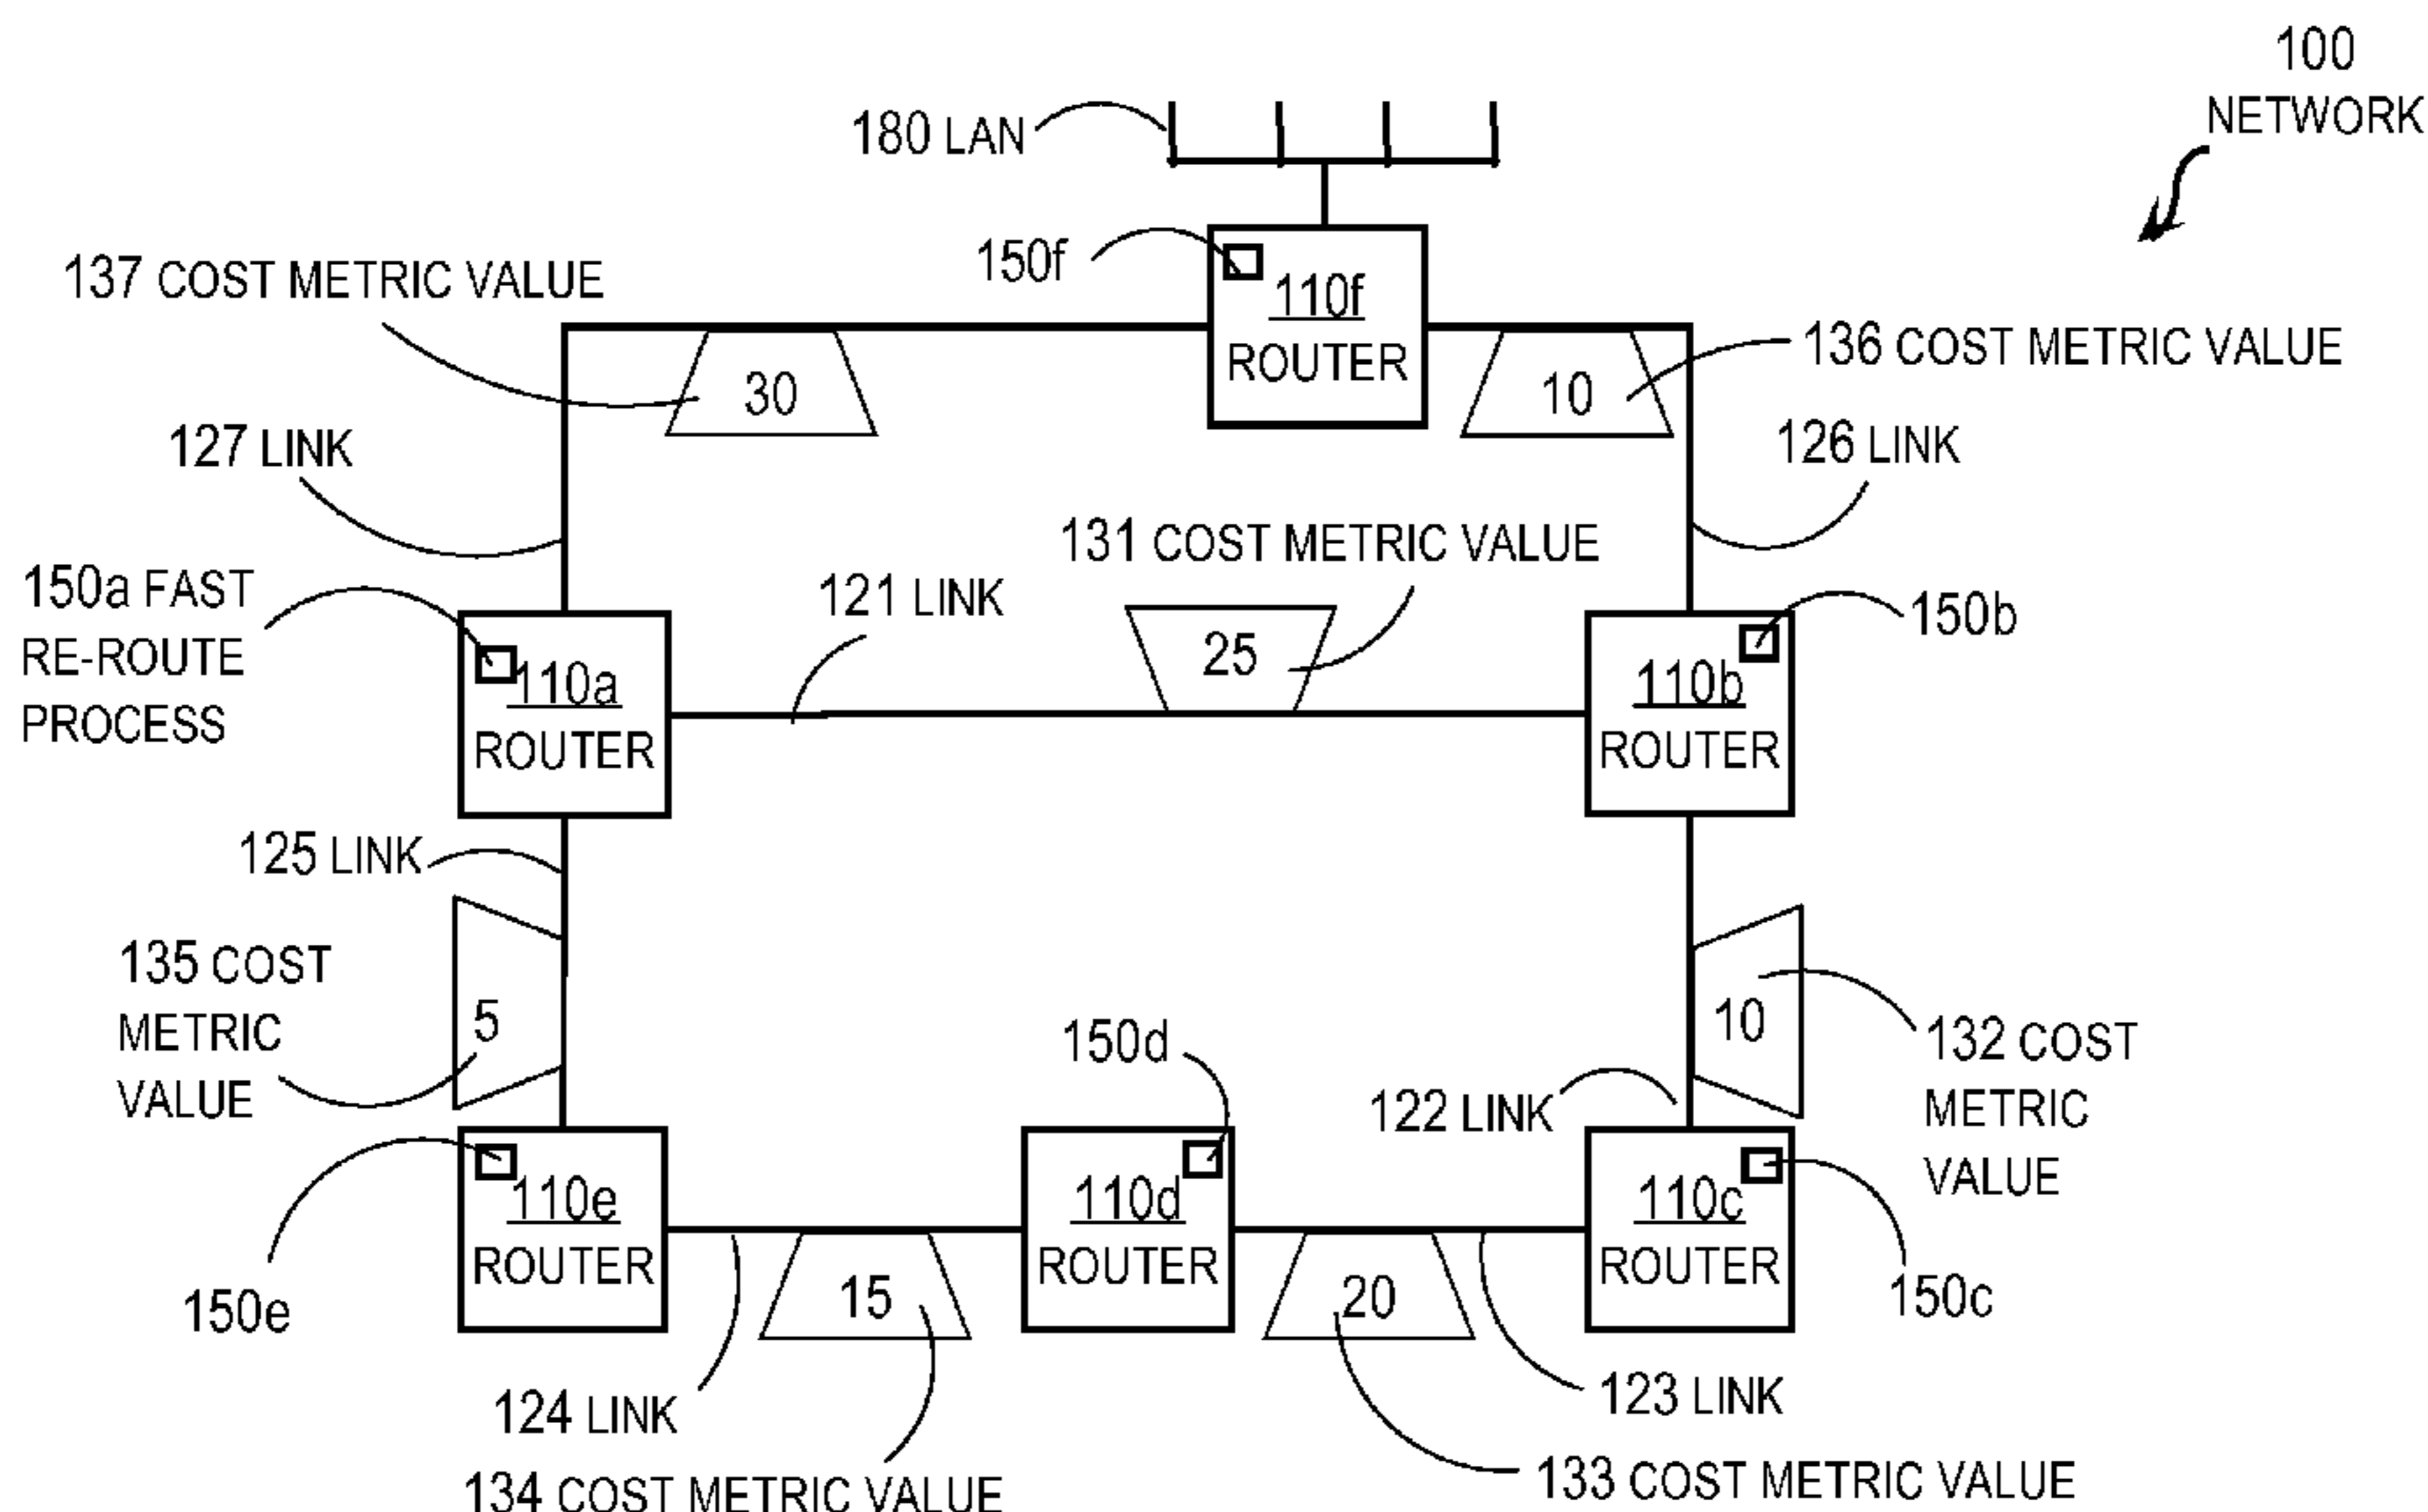 100
NETWORK
180 LAN
150f
110f
ROUTER
137 COST METRIC VALUE
30
10
136 COST METRIC VALUE
127 LINK
126 LINK
131 COST METRIC VALUE
150a FAST
RE-ROUTE
PROCESS
121 LINK
25
150b
110a
ROUTER
110b
ROUTER
125 LINK
135 COST
METRIC
VALUE
5
10
132 COST
METRIC
VALUE
150d
122 LINK
110e
ROUTER
110d
ROUTER
110c
ROUTER
150e
15
20
150c
124 LINK
123 LINK
134 COST METRIC VALUE
133 COST METRIC VALUE